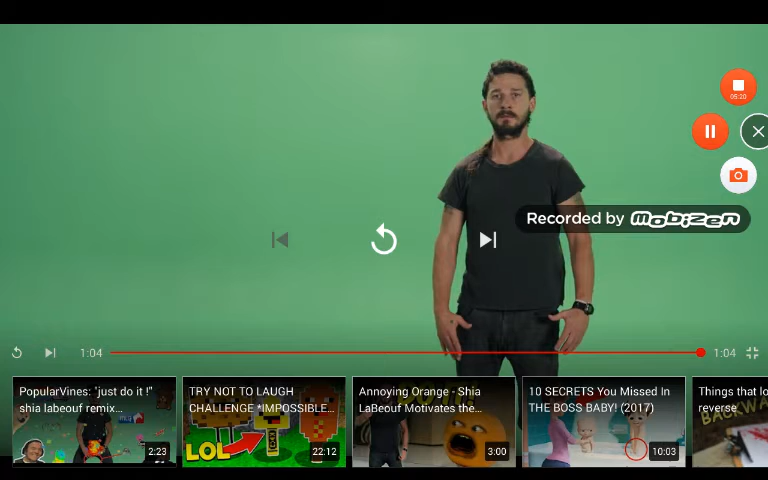 05:20
Recorded by mobizen
1:04
1:04
PopularVines: "just do it !"
shia labeouf remix...
2:23
TRY NOT TO LAUGH
CHALLENGE *IMPOSSIBLE...
LOL
22:12
Annoying Orange - Shia
LaBeouf Motivates the...
3:00
10 SECRETS You Missed In
THE BOSS BABY! (2017)
10:03
Things that lo
reverse
BACKWA